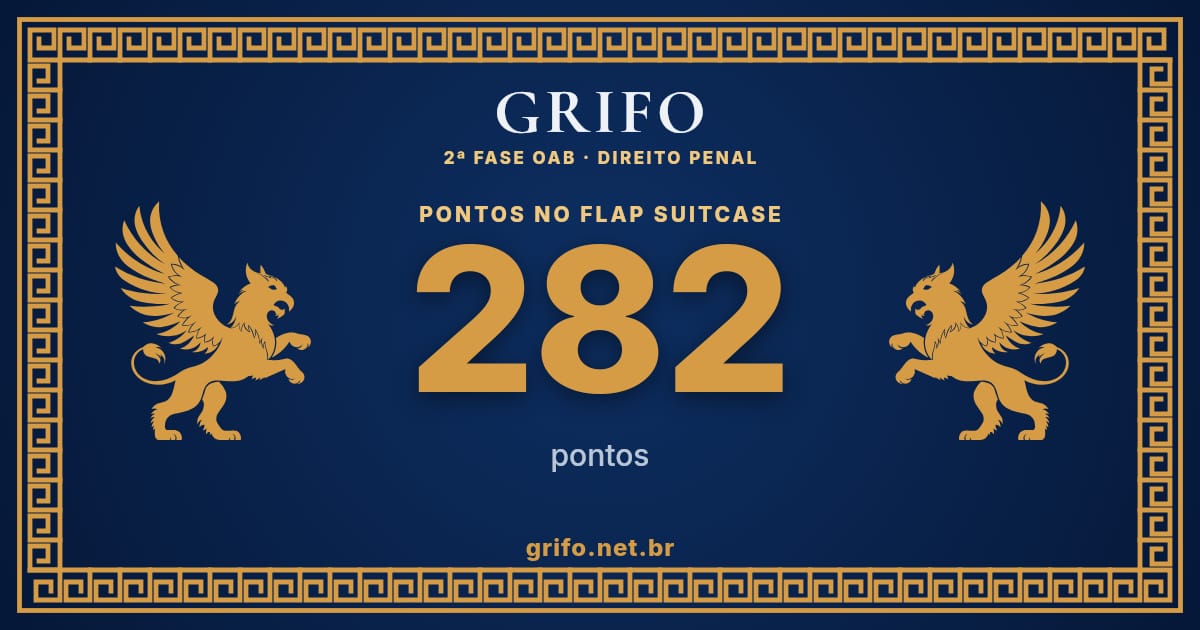 GRIFO
2ª FASE OAB · DIREITO PENAL
PONTOS NO FLAP SUITCASE
282
pontos
grifo.net.br